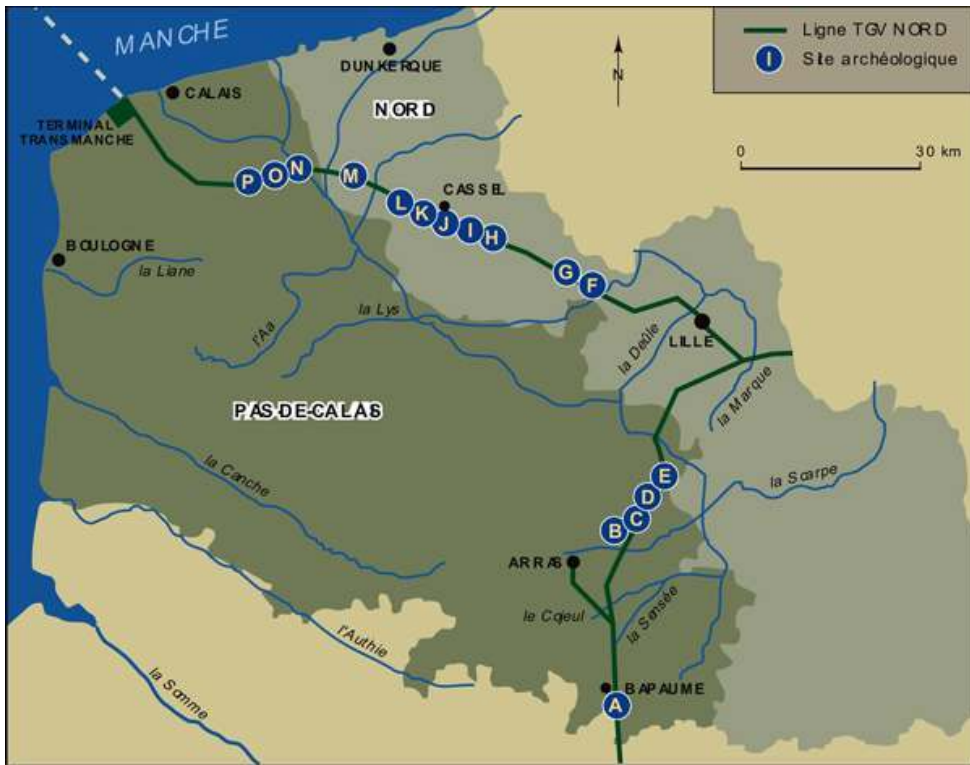 MANCHE
DUNKERQUE
CALAIS
NORD
TERMINAL
TRANSMANCHE
N
Ligne TGV NORD
I
Site archéologique
0
30 km
P
O
N
M
L
K
J
I
H
CASSEL
G
F
BOULOGNE
la Liane
l'Aa
la Lys
la Deûle
LILLE
la Marque
PAS-DE-CALAIS
la Canche
la Scarpe
E
D
C
B
ARRAS
le Cojeul
la Sensée
l'Authie
la Somme
BAPAUME
A